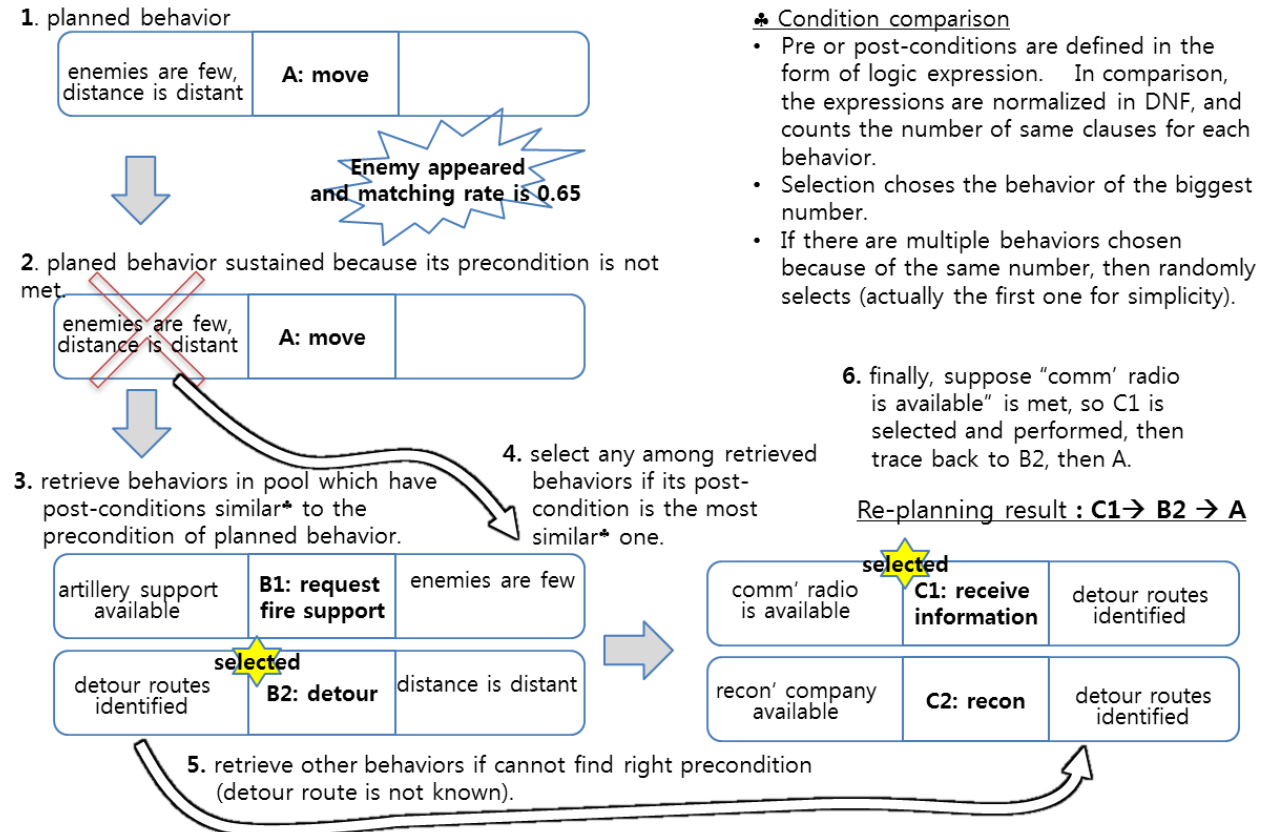 1. planned behavior
enemies are few,
distance is distant
A: move
Enemy appeared
and matching rate is 0.65
2. planed behavior sustained because its precondition is not
met.
enemies are few,
distance is distant
A: move
3. retrieve behaviors in pool which have
post-conditions similar♣ to the
precondition of planned behavior.
4. select any among retrieved
behaviors if its post-
condition is the most
similar♣ one.
artillery support
available
B1: request
fire support
enemies are few
selected
detour routes
identified
B2: detour
distance is distant
5. retrieve other behaviors if cannot find right precondition
(detour route is not known).
♣ Condition comparison
• Pre or post-conditions are defined in the
form of logic expression. In comparison,
the expressions are normalized in DNF, and
counts the number of same clauses for each
behavior.
• Selection choses the behavior of the biggest
number.
• If there are multiple behaviors chosen
because of the same number, then randomly
selects (actually the first one for simplicity).
6. finally, suppose “comm’ radio
is available“ is met, so C1 is
selected and performed, then
trace back to B2, then A.
Re-planning result : C1→ B2 → A
selected
comm’ radio
is available
C1: receive
information
detour routes
identified
recon’ company
available
C2: recon
detour routes
identified